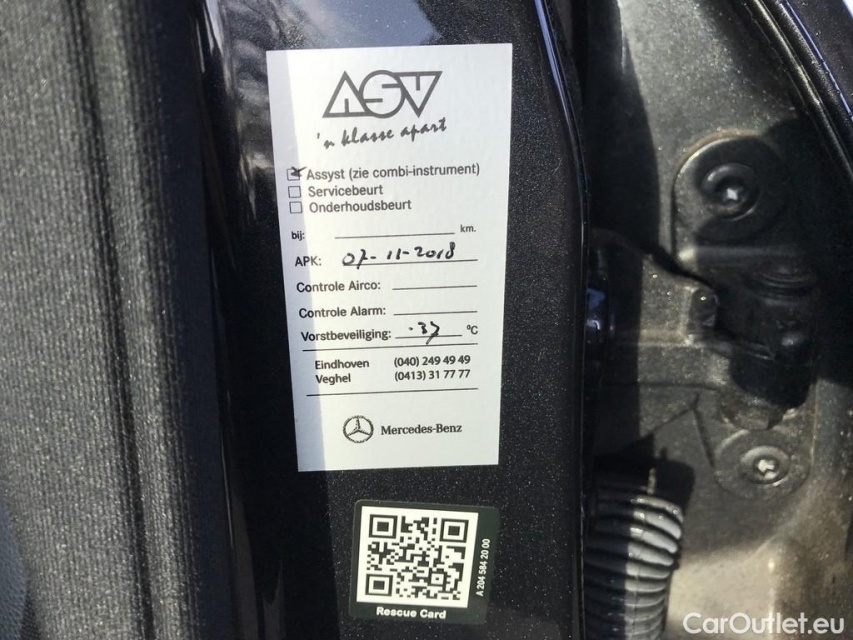 ASV
'n klasse apart
Assyst (zie combi-instrument)
Servicebeurt
Onderhoudsbeurt
bij: km.
APK: 07-11-2018
Controle Airco:
Controle Alarm:
Vorstbeveiliging: -37 °C
Eindhoven (040) 249 49 49
Veghel (0413) 31 77 77
Mercedes-Benz
A 204 584 20 00
Rescue Card
CarOutlet.eu